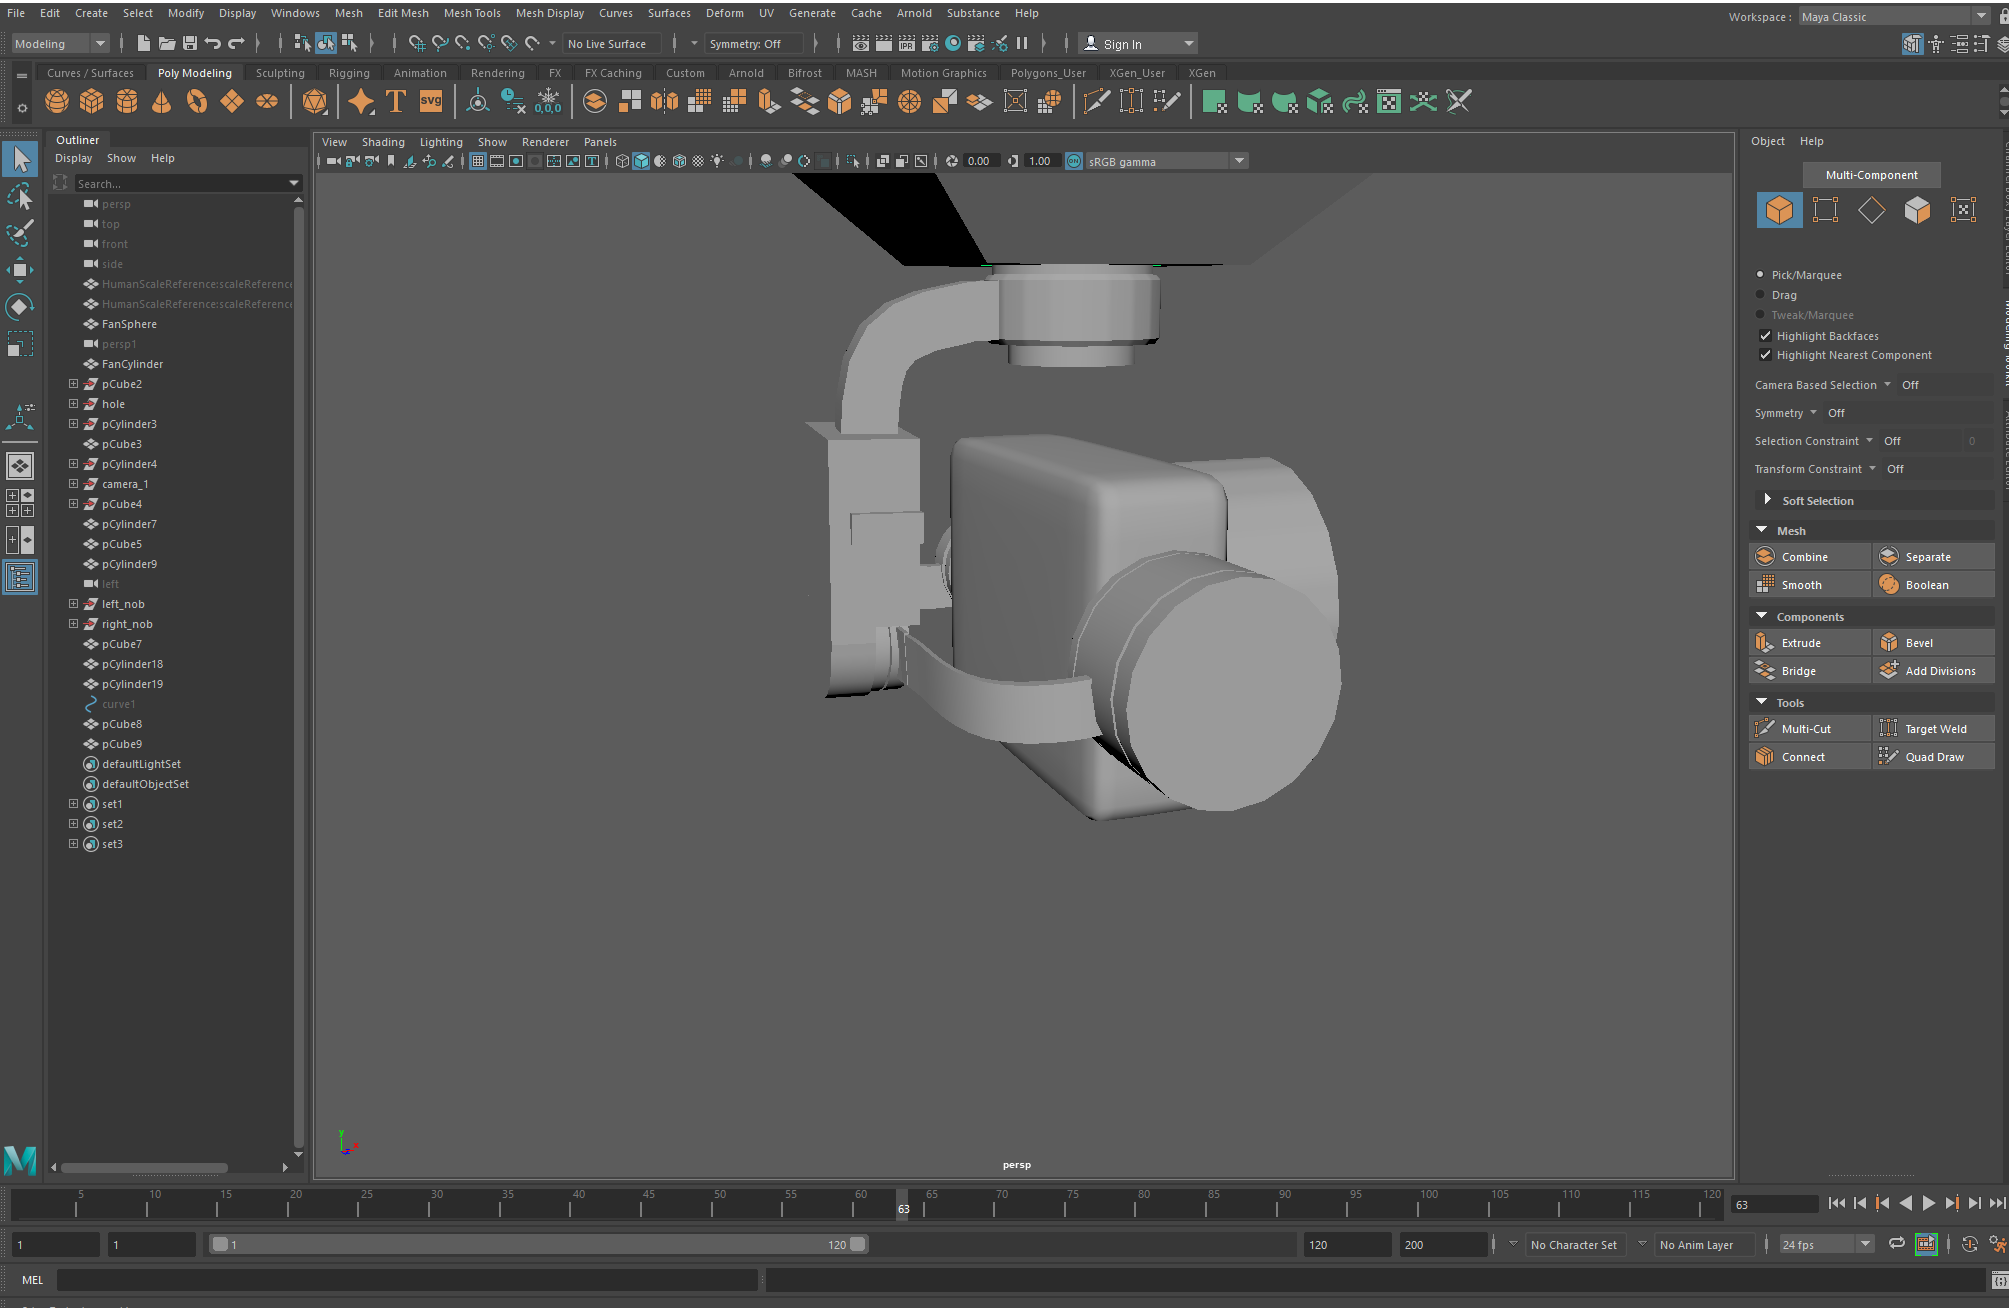 File Edit Create Select Modify Display Windows Mesh Edit Mesh Mesh Tools Mesh Display Curves Surfaces Deform UV Generate Cache Arnold Substance Help
Workspace : Maya Classic
Modeling No Live Surface Symmetry: Off IPR Sign In
Curves / Surfaces Poly Modeling Sculpting Rigging Animation Rendering FX FX Caching Custom Arnold Bifrost MASH Motion Graphics Polygons_User XGen_User XGen
T SVG 0,0,0
Outliner
Display Show Help
Search...
persp
top
front
side
HumanScaleReference:scaleReference
HumanScaleReference:scaleReference
FanSphere
persp1
FanCylinder
pCube2
hole
pCylinder3
pCube3
pCylinder4
camera_1
pCube4
pCylinder7
pCube5
pCylinder9
left
left_nob
right_nob
pCube7
pCylinder18
pCylinder19
curve1
pCube8
pCube9
defaultLightSet
defaultObjectSet
set1
set2
set3
View Shading Lighting Show Renderer Panels
0.00 1.00 ON sRGB gamma
y
x
z
persp
Object Help
Multi-Component
Pick/Marquee
Drag
Tweak/Marquee
Highlight Backfaces
Highlight Nearest Component
Camera Based Selection Off
Symmetry Off
Selection Constraint Off 0
Transform Constraint Off
Soft Selection
Mesh
Combine Separate
Smooth Boolean
Components
Extrude Bevel
Bridge Add Divisions
Tools
Multi-Cut Target Weld
Connect Quad Draw
5 10 15 20 25 30 35 40 45 50 55 60 65 70 75 80 85 90 95 100 105 110 115 120
63 63
1 1 1 120 120 200 No Character Set No Anim Layer 24 fps
MEL